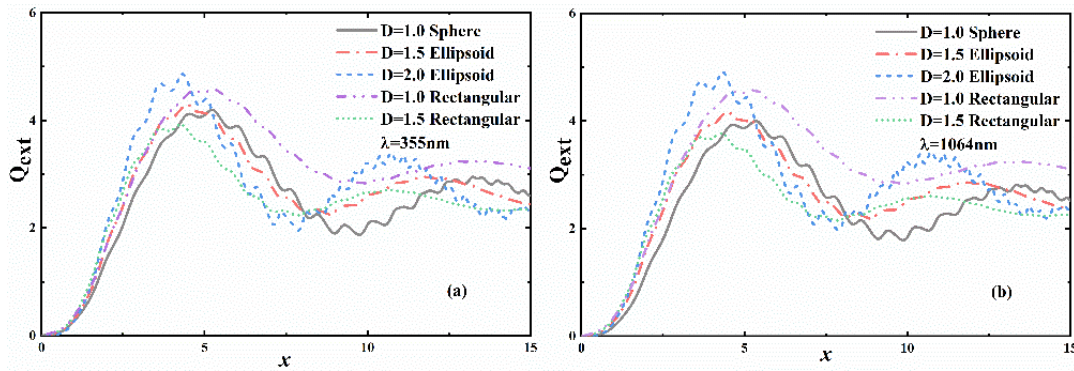 6
4
2
0
Q_ext
D=1.0 Sphere
D=1.5 Ellipsoid
D=2.0 Ellipsoid
D=1.0 Rectangular
D=1.5 Rectangular
λ=355nm
(a)
0 5 10 15
x
6
4
2
0
Q_ext
D=1.0 Sphere
D=1.5 Ellipsoid
D=2.0 Ellipsoid
D=1.0 Rectangular
D=1.5 Rectangular
λ=1064nm
(b)
0 5 10 15
x